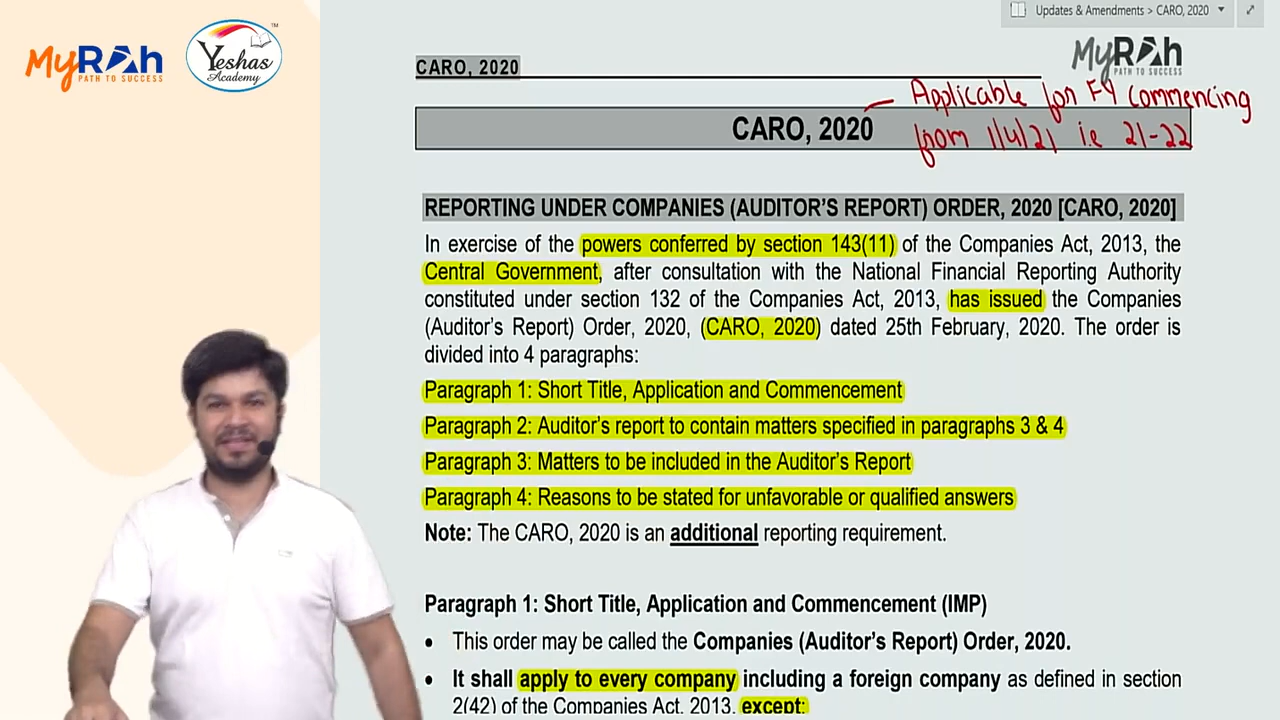 Updates & Amendments > CARO, 2020
MyRah
PATH TO SUCCESS
Yeshas
Academy
TM
CARO, 2020
MyRah
PATH TO SUCCESS
CARO, 2020
Applicable for FY commencing
from 1/4/21 i.e 21-22
REPORTING UNDER COMPANIES (AUDITOR'S REPORT) ORDER, 2020 [CARO, 2020]
In exercise of the powers conferred by section 143(11) of the Companies Act, 2013, the
Central Government, after consultation with the National Financial Reporting Authority
constituted under section 132 of the Companies Act, 2013, has issued the Companies
(Auditor's Report) Order, 2020, (CARO, 2020) dated 25th February, 2020. The order is
divided into 4 paragraphs:
Paragraph 1: Short Title, Application and Commencement
Paragraph 2: Auditor's report to contain matters specified in paragraphs 3 & 4
Paragraph 3: Matters to be included in the Auditor's Report
Paragraph 4: Reasons to be stated for unfavorable or qualified answers
Note: The CARO, 2020 is an additional reporting requirement.
Paragraph 1: Short Title, Application and Commencement (IMP)
• This order may be called the Companies (Auditor's Report) Order, 2020.
• It shall apply to every company including a foreign company as defined in section
2(42) of the Companies Act, 2013, except: